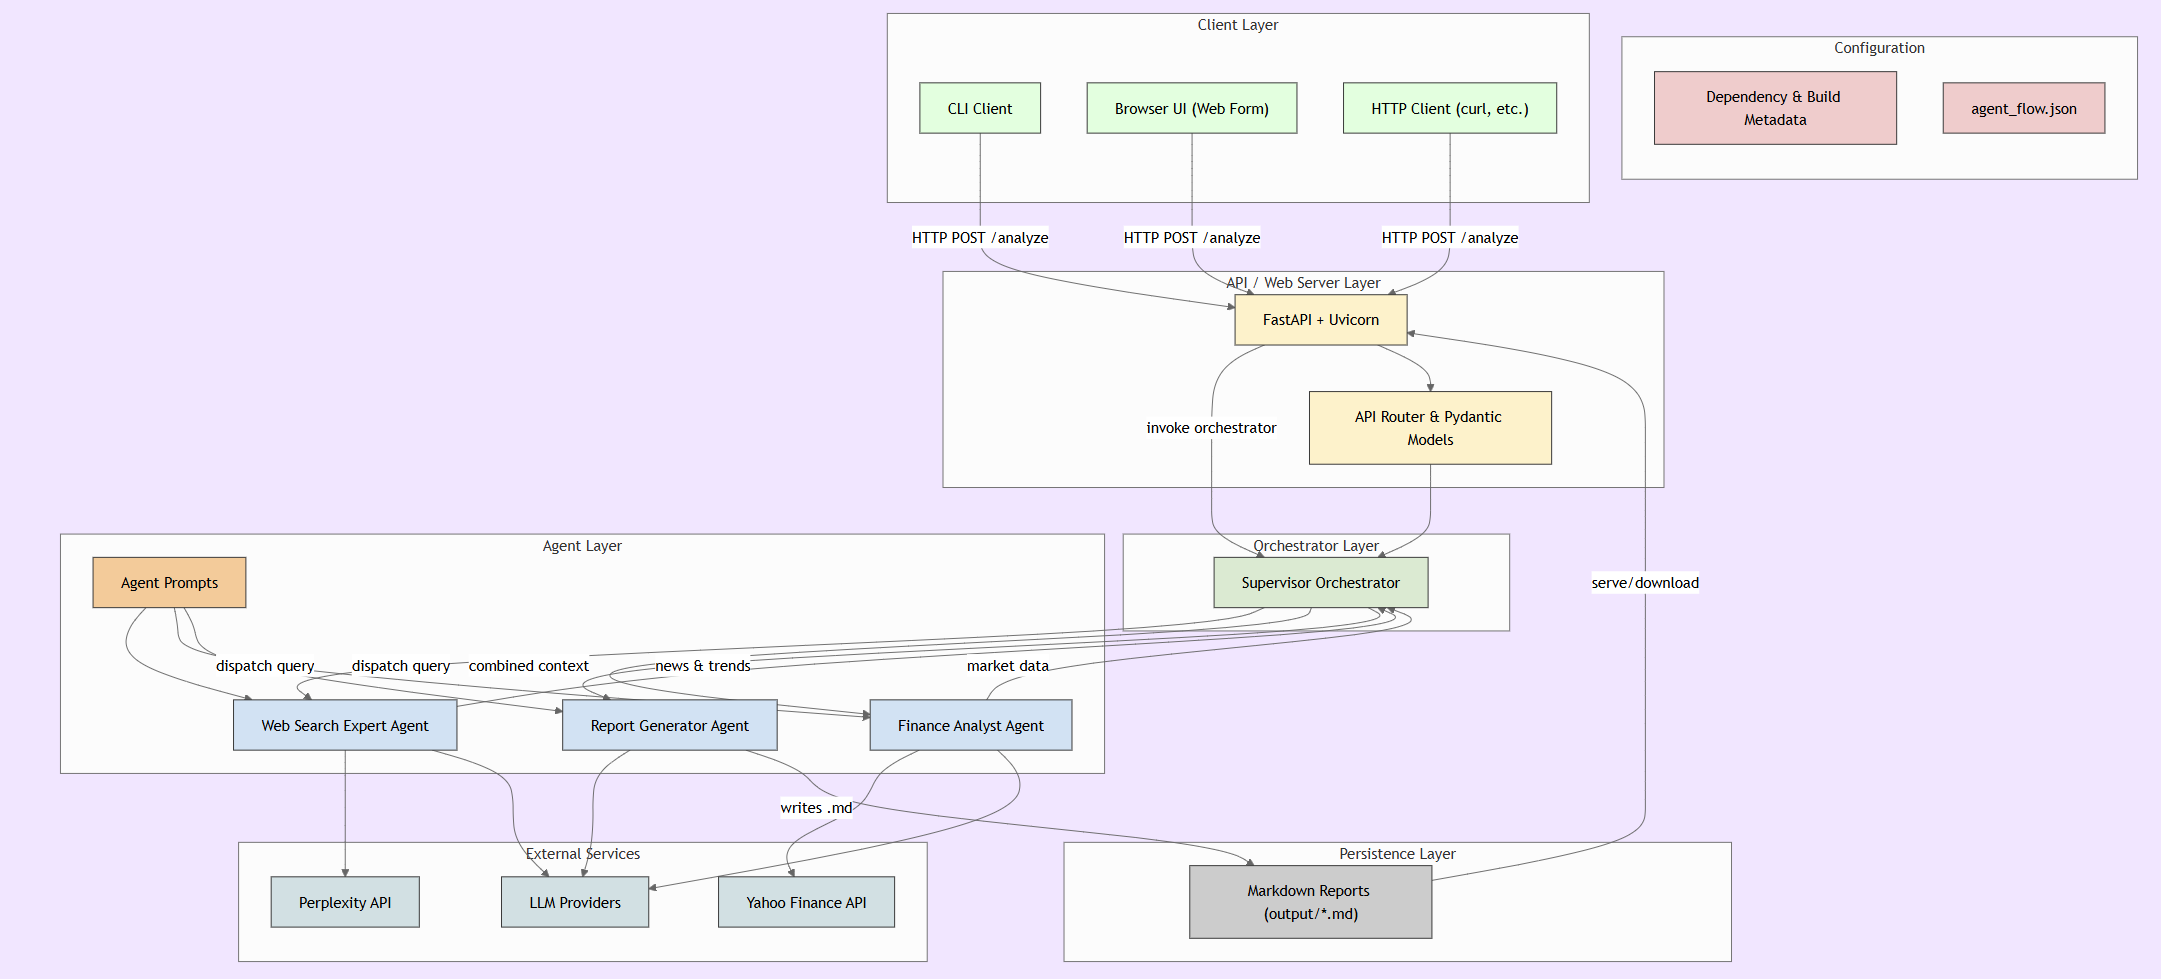 Client Layer
CLI Client
Browser UI (Web Form)
HTTP Client (curl, etc.)
Configuration
Dependency & Build
Metadata
agent_flow.json
HTTP POST /analyze
HTTP POST /analyze
HTTP POST /analyze
API / Web Server Layer
FastAPI + Uvicorn
API Router & Pydantic
Models
invoke orchestrator
Agent Layer
Agent Prompts
Orchestrator Layer
Supervisor Orchestrator
serve/download
dispatch query
dispatch query
combined context
news & trends
market data
Web Search Expert Agent
Report Generator Agent
Finance Analyst Agent
writes .md
External Services
Perplexity API
LLM Providers
Yahoo Finance API
Persistence Layer
Markdown Reports
(output/*.md)